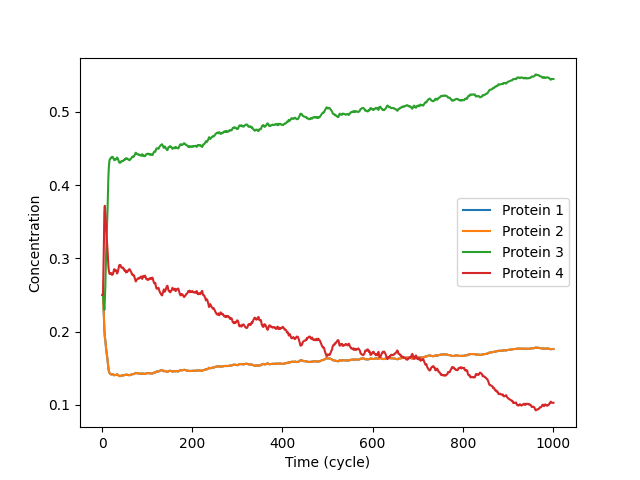 0.5
0.4
0.3
0.2
0.1
Concentration
Protein 1
Protein 2
Protein 3
Protein 4
0 200 400 600 800 1000
Time (cycle)